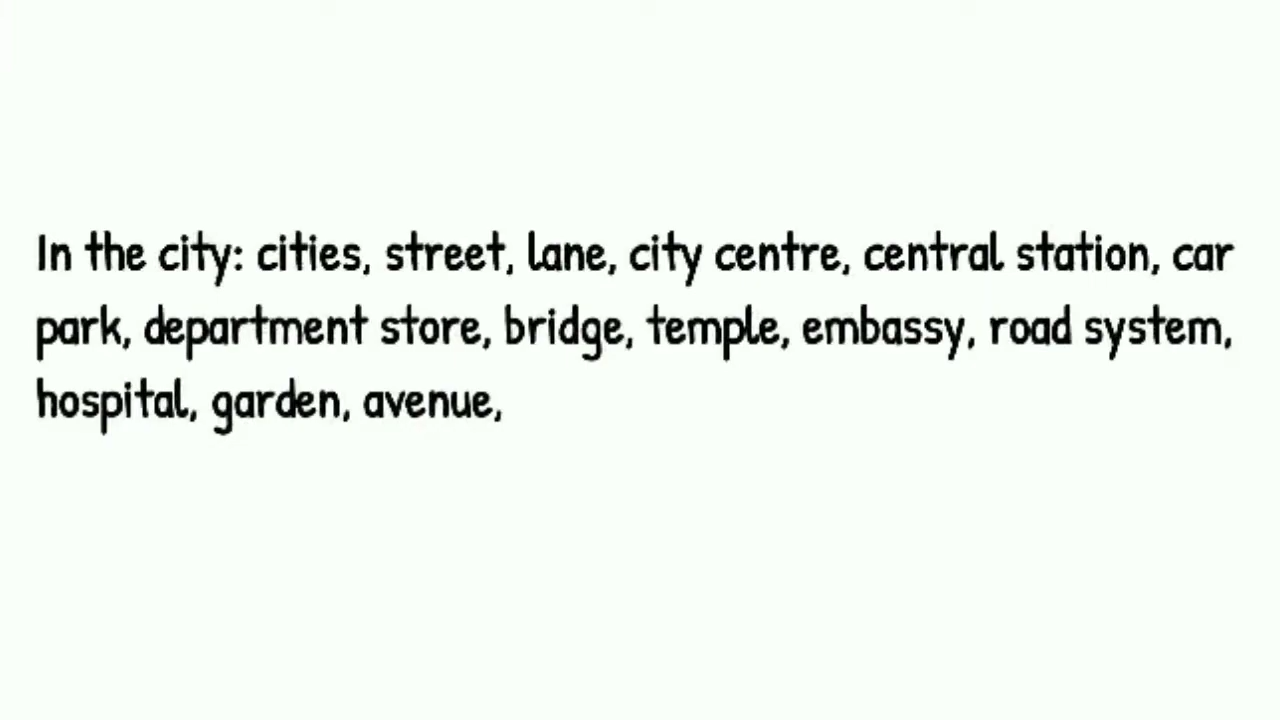 In the city: cities, street, lane, city centre, central station, car
park, department store, bridge, temple, embassy, road system,
hospital, garden, avenue,